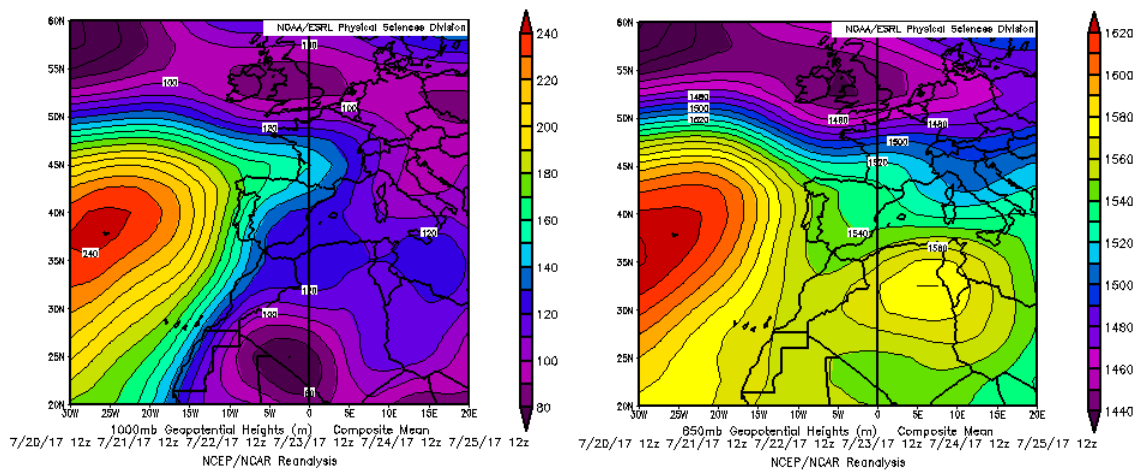 NOAA/ESRL Physical Sciences Division
60N
55N
50N
45N
40N
35N
30N
25N
20N
100
100
120
120
240
120
100
30W
25W
20W
15W
10W
5W
0
5E
10E
15E
20E
240
220
200
180
160
140
120
100
80
1000mb Geopotential Heights (m) Composite Mean
7/20/17 12z 7/21/17 12z 7/22/17 12z 7/23/17 12z 7/24/17 12z 7/25/17 12z
NCEP/NCAR Reanalysis
NOAA/ESRL Physical Sciences Division
60N
55N
50N
45N
40N
35N
30N
25N
20N
1480
1500
1620
1480
1480
1500
1520
1540
30W
25W
20W
15W
10W
5W
0
5E
10E
15E
20E
1620
1600
1580
1560
1540
1520
1500
1480
1460
1440
650mb Geopotential Heights (m) Composite Mean
7/20/17 12z 7/21/17 12z 7/22/17 12z 7/23/17 12z 7/24/17 12z 7/25/17 12z
NCEP/NCAR Reanalysis